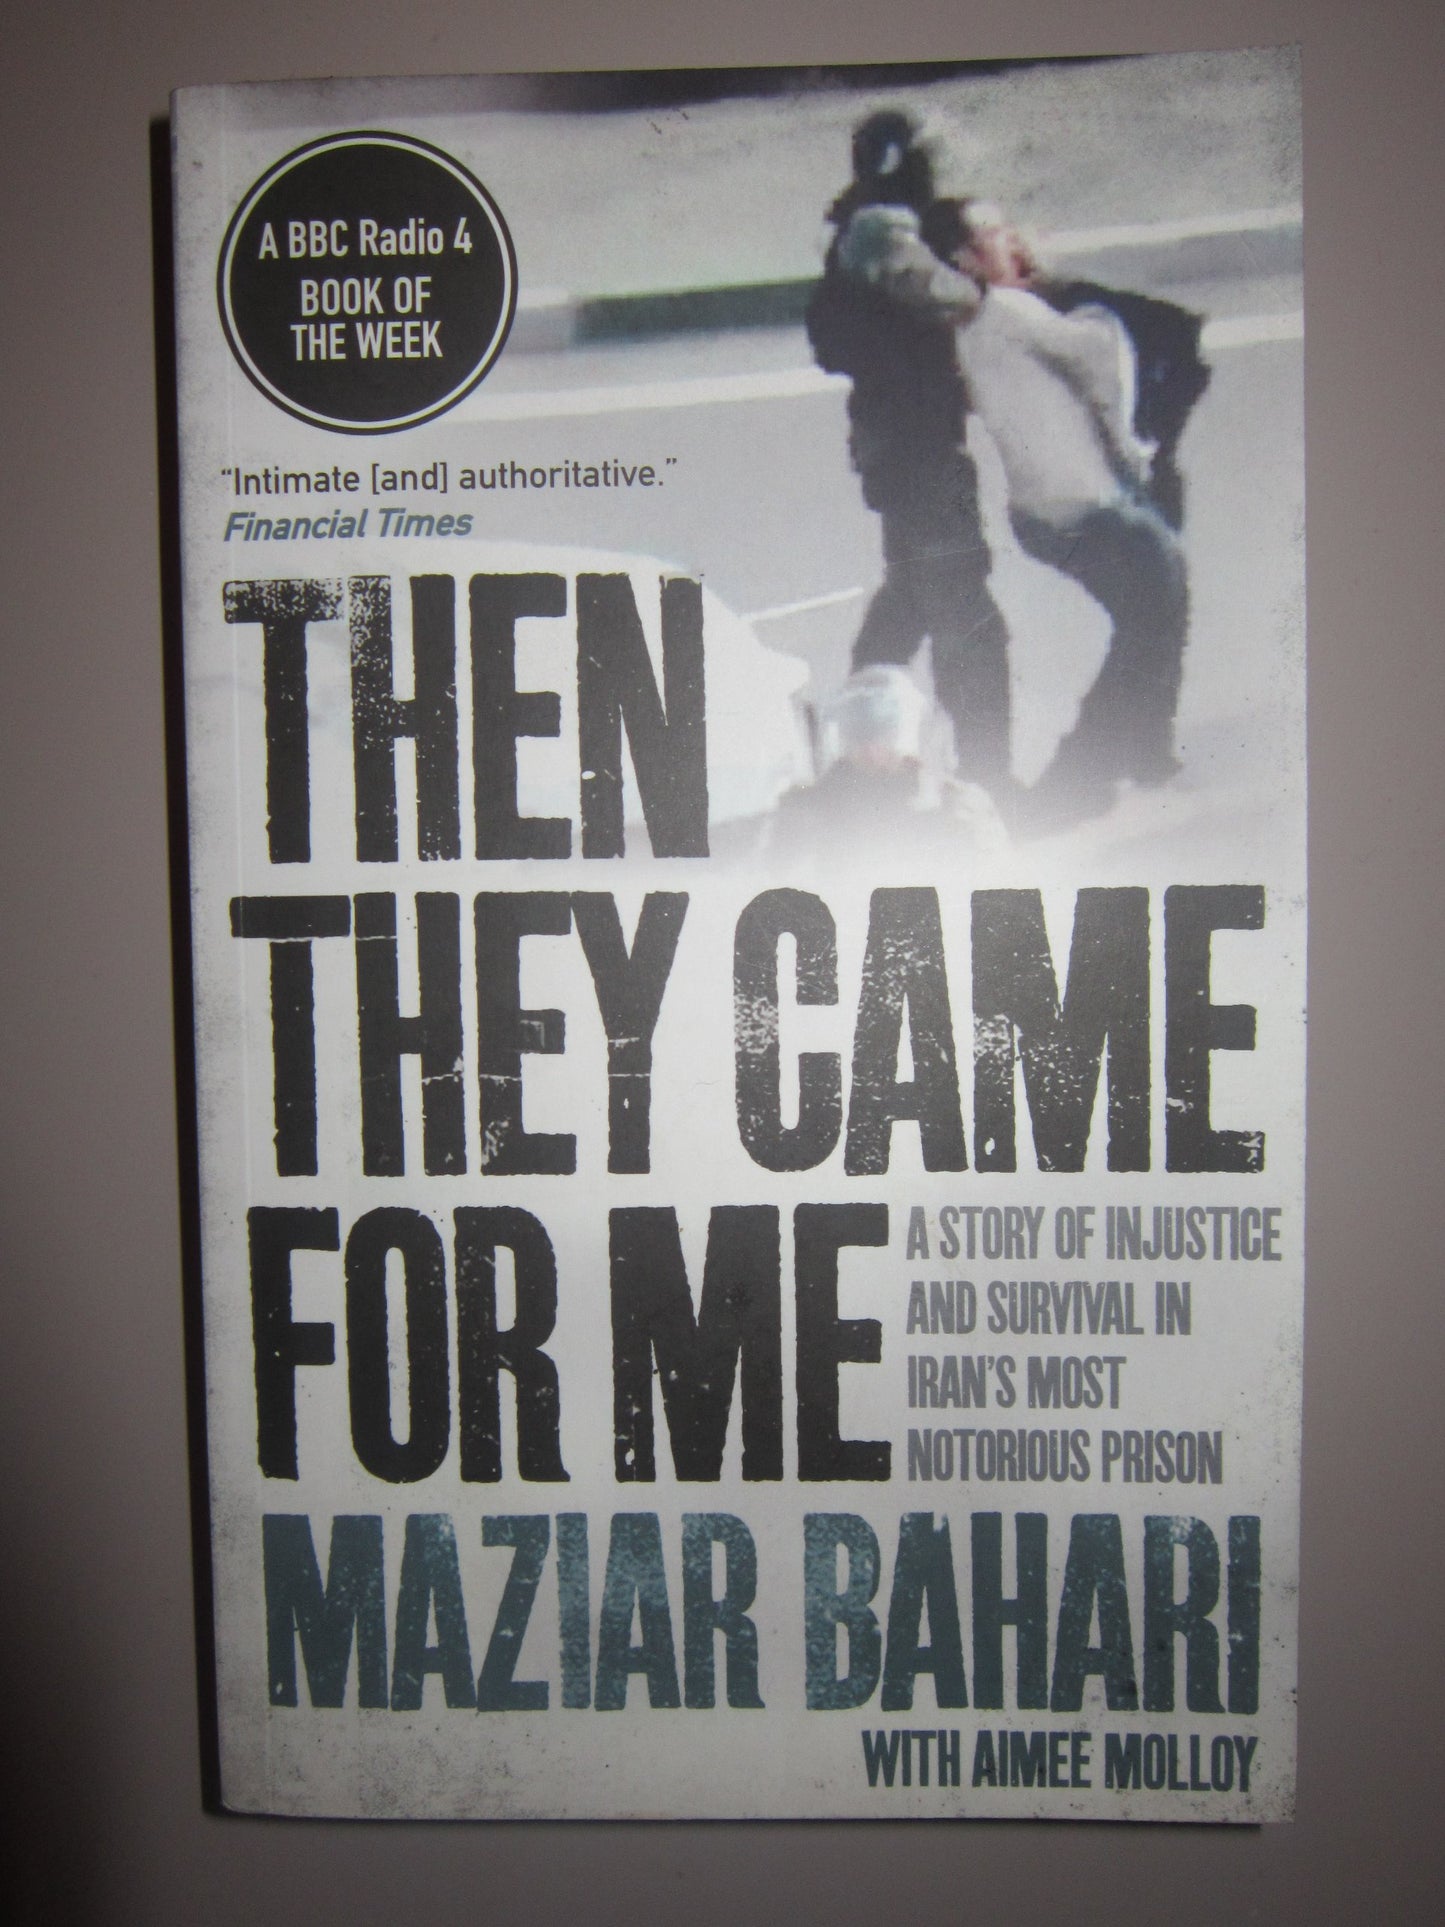 A BBC Radio 4
BOOK OF
THE WEEK
“Intimate [and] authoritative.”
Financial Times
THEN
THEY CAME
FOR ME
A STORY OF INJUSTICE
AND SURVIVAL IN
IRAN'S MOST
NOTORIOUS PRISON
MAZIAR BAHARI
WITH AIMEE MOLLOY